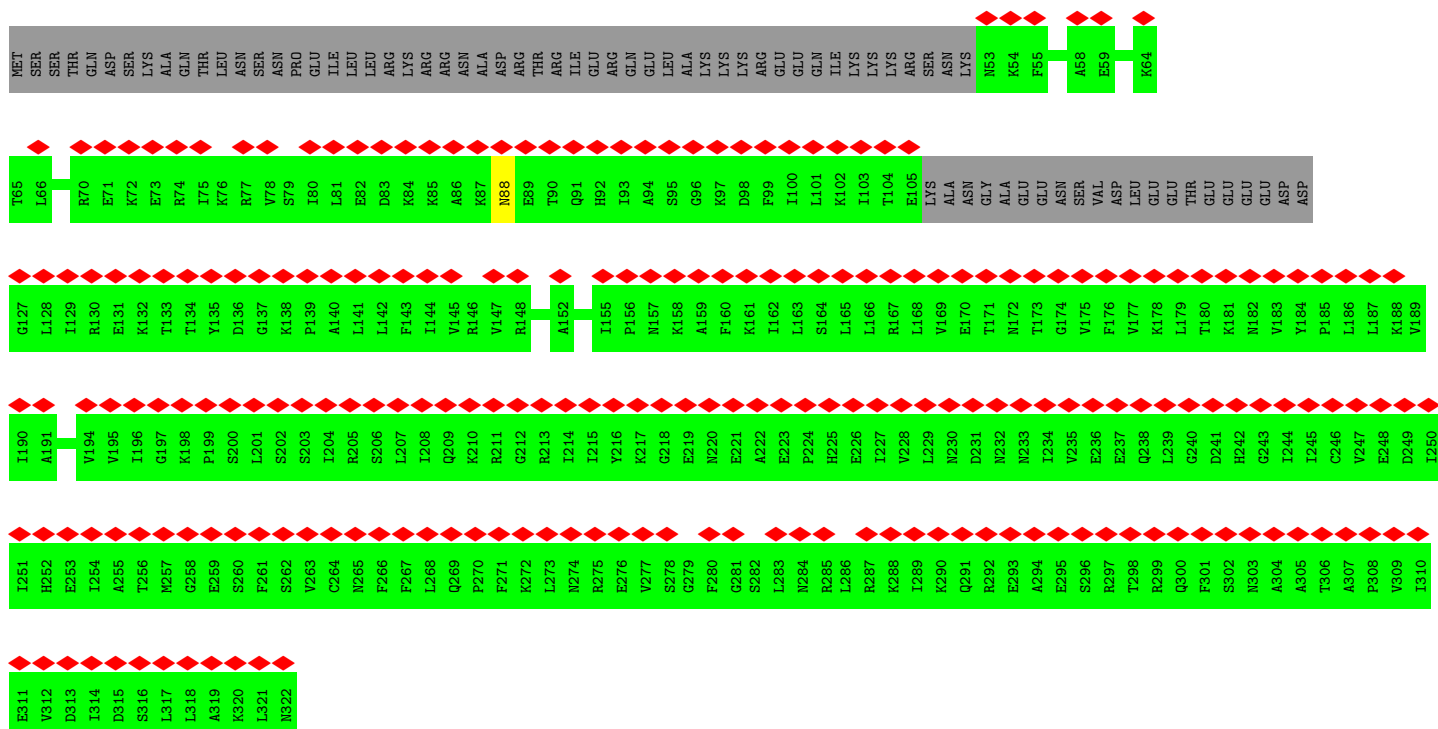 MET SER SER THR GLN ASP SER LYS ALA GLN THR LEU ASN SER ASN PRO GLU ILE LEU LEU ARG LYS ARG ARG ASN ALA ASP ARG THR ARG ILE GLU ARG GLN GLU LEU ALA LYS LYS LYS ARG GLU GLU GLN ILE LYS LYS LYS ARG SER ASN LYS N53 K54 F55 A58 E59 K64
T65 L66 R70 E71 K72 E73 R74 I75 K76 R77 V78 S79 I80 L81 E82 D83 K84 K85 A86 K87 N88 E89 T90 Q91 H92 I93 A94 S95 G96 K97 D98 F99 I100 L101 K102 I103 T104 E105 LYS ALA ASN GLY ALA GLU GLU ASN SER VAL ASP LEU GLU GLU THR GLU GLU GLU GLU ASP ASP
G127 L128 I129 R130 E131 K132 T133 T134 Y135 D136 G137 K138 P139 A140 L141 L142 F143 I144 V145 R146 V147 R148 A152 I155 P156 N157 K158 A159 F160 K161 I162 L163 S164 L165 L166 R167 L168 V169 E170 T171 N172 T173 G174 V175 F176 V177 K178 L179 T180 K181 N182 V183 Y184 P185 L186 L187 K188 V189
I190 A191 V194 V195 I196 G197 K198 P199 S200 L201 S202 S203 I204 R205 S206 L207 I208 Q209 K210 R211 G212 R213 I214 I215 Y216 K217 G218 E219 N220 E221 A222 E223 P224 H225 E226 I227 V228 L229 N230 D231 N232 N233 I234 V235 E236 E237 Q238 L239 G240 D241 H242 G243 I244 I245 C246 V247 E248 D249 I250
I251 H252 E253 I254 A255 T256 M257 G258 E259 S260 F261 S262 V263 C264 N265 F266 F267 L268 Q269 P270 F271 K272 L273 N274 R275 E276 V277 S278 G279 F280 G281 S282 L283 N284 R285 L286 R287 K288 I289 K290 Q291 R292 E293 A294 E295 S296 R297 T298 R299 Q300 F301 S302 N303 A304 A305 T306 A307 P308 V309 I310
E311 V312 D313 I314 D315 S316 L317 L318 A319 K320 L321 N322